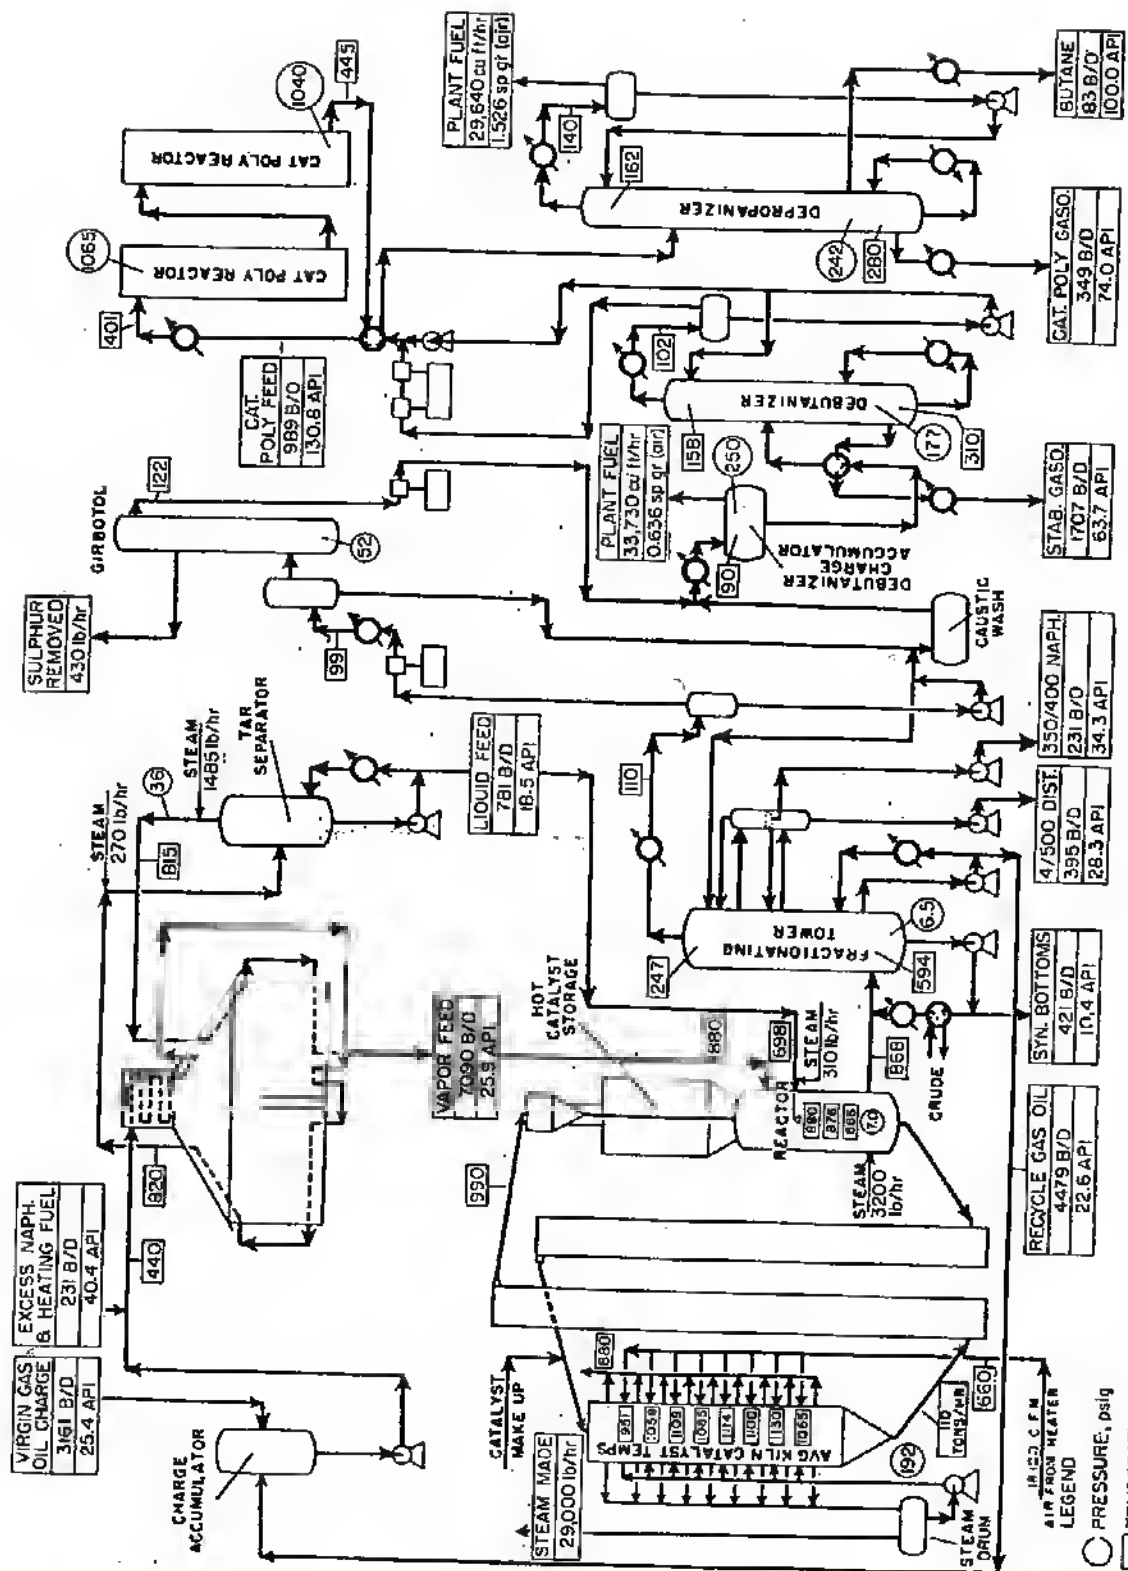 PLANT FUEL
29,640 cu ft/hr
1.526 sp gr (air)
140
162
DEPROPANIZER
242
280
BUTANE
83 B/D
100.0 API
CAT. POLY GASO.
349 B/D
74.0 API
1040
445
CAT POLY REACTOR
1065
CAT POLY REACTOR
401
CAT.
POLY FEED
989 B/D
130.8 API
102
158
DEBUTANIZER
177
310
PLANT FUEL
33,730 cu ft/hr
0.636 sp gr (air)
250
90
DEBUTANIZER
CHARGE
ACCUMULATOR
STAB. GASO.
1707 B/D
63.7 API
GIRBOTOL
122
52
SULPHUR
REMOVED
430 lb/hr
99
CAUSTIC
WASH
STEAM
270 lb/hr
36
STEAM
1485 lb/hr
815
TAR
SEPARATOR
LIQUID FEED
781 B/D
18.5 API
110
350/400 NAPH.
231 B/D
34.3 API
4/500 DIST.
395 B/D
28.3 API
247
FRACTIONATING
TOWER
6.5
594
SYN. BOTTOMS
421 B/D
10.4 API
VAPOR FEED
7090 B/D
25.9 API
HOT
CATALYST
STORAGE
880
698
STEAM
310 lb/hr
868
CRUDE
REACTOR
880
876
7.0
STEAM
3200
lb/hr
RECYCLE GAS OIL
4479 B/D
22.6 API
820
440
990
EXCESS NAPH.
& HEATING FUEL
231 B/D
40.4 API
VIRGIN GAS
OIL CHARGE
3161 B/D
25.4 API
CHARGE
ACCUMULATOR
CATALYST
MAKE UP
880
STEAM MADE
29,000 lb/hr
AVG KILN CATALYST TEMPS
951
1109
1130
1065
192
130
TONS/HR
660
STEAM
DRUM
AIR FROM HEATER
LEGEND
PRESSURE, psig